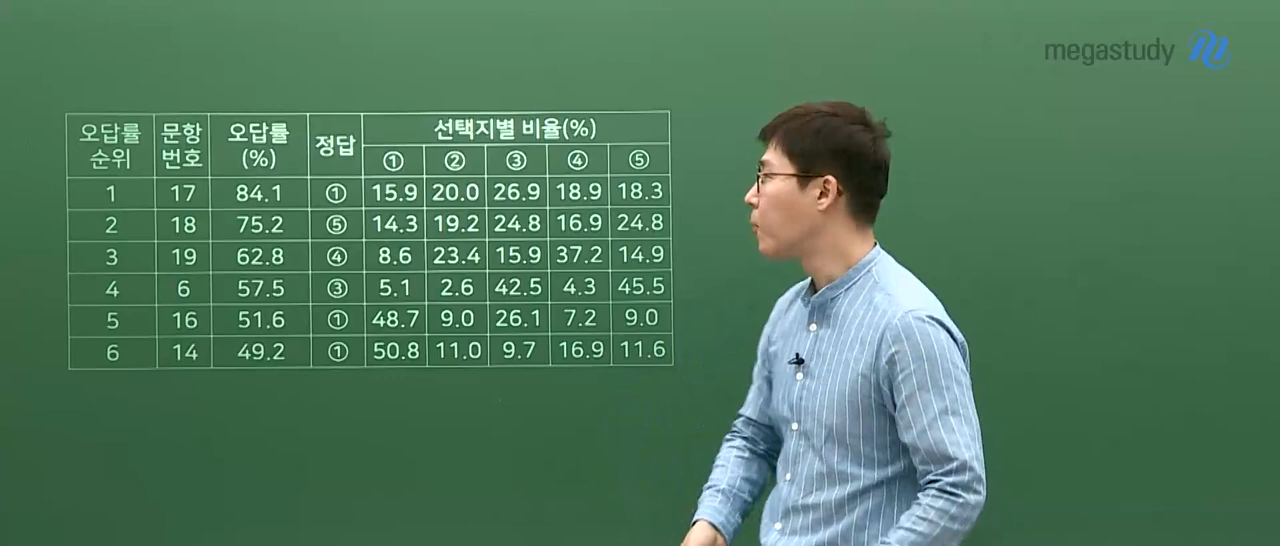 megastudy
오답률 순위 문항 번호 오답률 (%) 정답 선택지별 비율(%)
① ② ③ ④ ⑤
1 17 84.1 ① 15.9 20.0 26.9 18.9 18.3
2 18 75.2 ⑤ 14.3 19.2 24.8 16.9 24.8
3 19 62.8 ④ 8.6 23.4 15.9 37.2 14.9
4 6 57.5 ③ 5.1 2.6 42.5 4.3 45.5
5 16 51.6 ① 48.7 9.0 26.1 7.2 9.0
6 14 49.2 ① 50.8 11.0 9.7 16.9 11.6